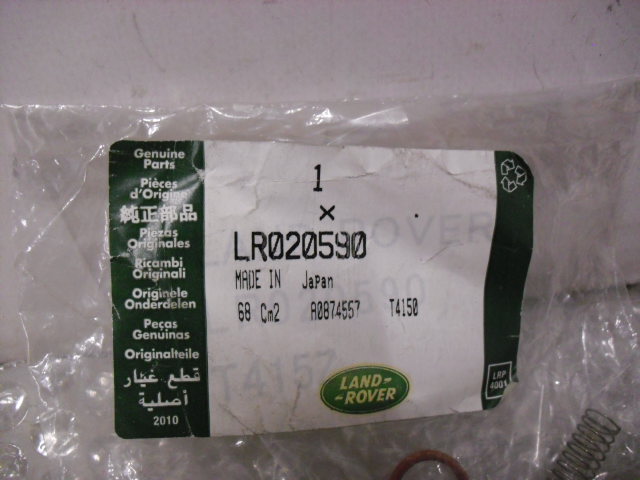 Genuine
Parts
Pièces
d'Origine
純正部品
Piezas
Originales
Ricambi
Originali
Originele
Onderdelen
Peças
Genuinas
Originalteile
قطع غيار
أصلية
2010
1
×
LR020590
MADE IN Japan
68 Cm2 A0874557 T4150
LAND-
-ROVER
LRP
4001